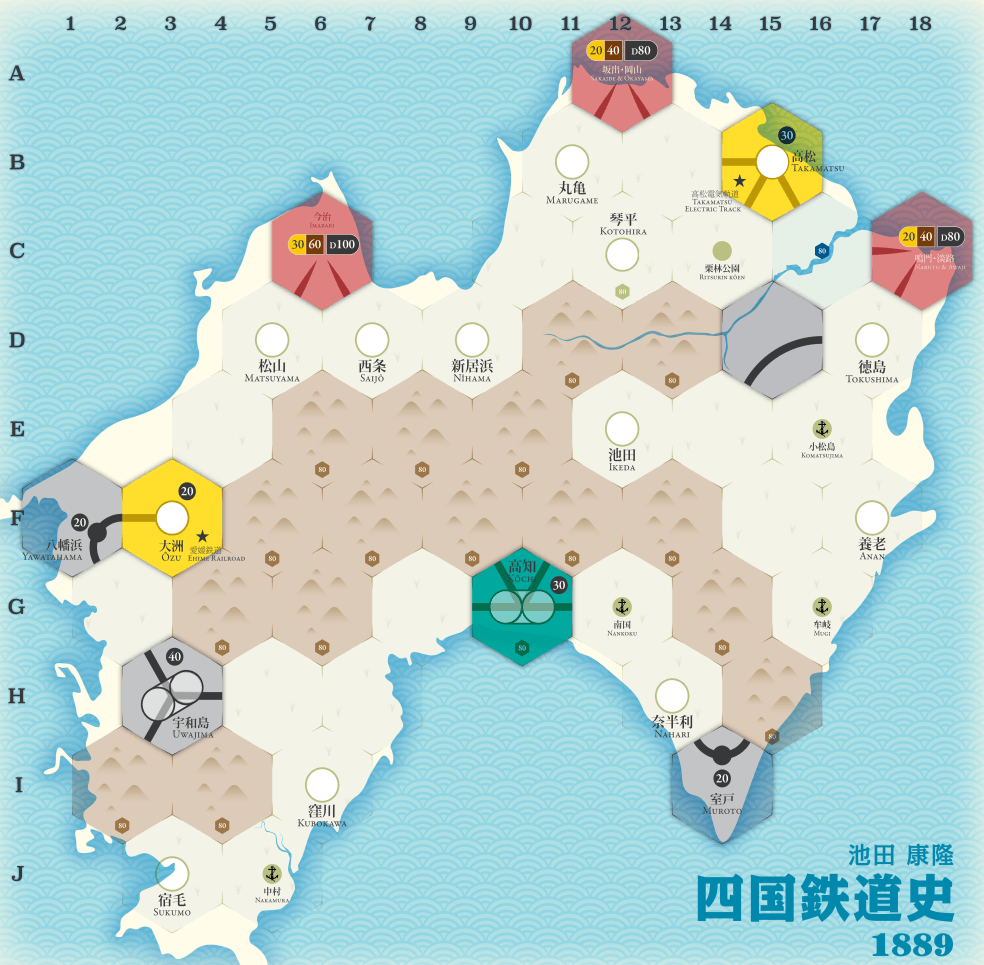 1 2 3 4 5 6 7 8 9 10 11 12 13 14 15 16 17 18
A
20 40 D80
坂出・岡山
SAKAIDE & OKAYAMA
B
丸亀
MARUGAME
30
高松
TAKAMATSU
高松電気軌道
TAKAMATSU
ELECTRIC TRACK
C
今治
IMABARI
30 60 D100
琴平
KOTOHIRA
80
栗林公園
RITSURIN KŌEN
80
20 40 D80
鳴門・淡路
NARUTO & AWAJI
D
松山
MATSUYAMA
西条
SAIJŌ
新居浜
NIHAMA
80
80
徳島
TOKUSHIMA
E
80
80
80
池田
IKEDA
小松島
KOMATSUJIMA
F
20
八幡浜
YAWATAHAMA
20
大洲
ŌZU
愛媛鉄道
EHIME RAILROAD
80
80
80
80
80
養老
ANAN
G
80
80
高知
KŌCHI
30
80
南国
NANKOKU
80
牟岐
MUGI
H
40
宇和島
UWAJIMA
奈半利
NAHARI
80
I
80
80
窪川
KUBOKAWA
20
室戸
MUROTO
J
宿毛
SUKUMO
中村
NAKAMURA
池田 康隆
四国鉄道史
1889